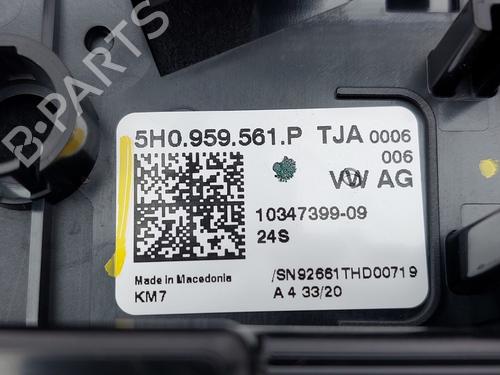 B-Parts
5H0.959.561.P TJA 0006
006
VW AG
10347399-09
24S
Made in Macedonia
KM7
/SN92661THD00719
A 4 33/20